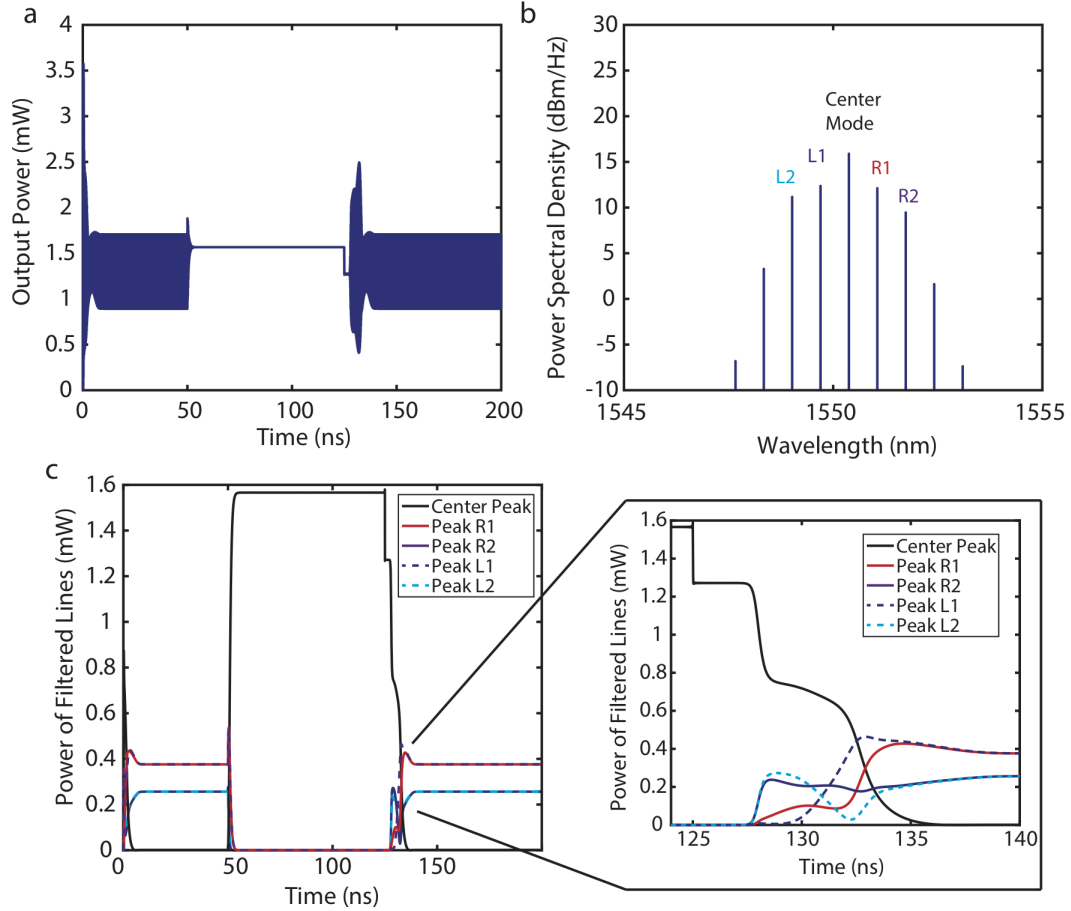 a
4
3.5
3
2.5
2
1.5
1
0.5
0
Output Power (mW)
0 50 100 150 200
Time (ns)
b
30
25
20
15
10
5
0
-5
-10
Power Spectral Density (dBm/Hz)
Center
Mode
L1
L2
R1
R2
1545 1550 1555
Wavelength (nm)
c
1.6
1.4
1.2
1
0.8
0.6
0.4
0.2
0
Power of Filtered Lines (mW)
Center Peak
Peak R1
Peak R2
Peak L1
Peak L2
0 50 100 150
Time (ns)
1.6
1.2
1
0.8
0.4
0.2
0
Power of Filtered Lines (mW)
Center Peak
Peak R1
Peak R2
Peak L1
Peak L2
125 130 135 140
Time (ns)